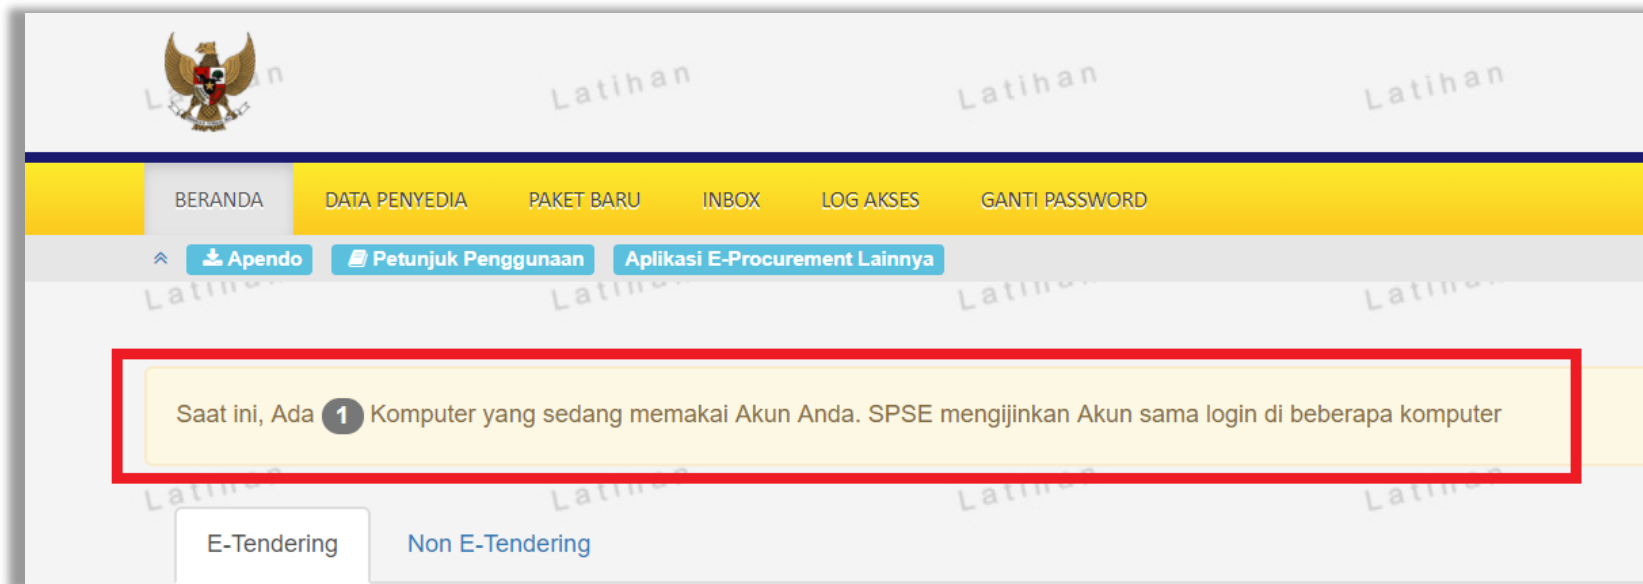 Latihan Latihan Latihan
BERANDA DATA PENYEDIA PAKET BARU INBOX LOG AKSES GANTI PASSWORD
Apendo Petunjuk Penggunaan Aplikasi E-Procurement Lainnya
Saat ini, Ada 1 Komputer yang sedang memakai Akun Anda. SPSE mengijinkan Akun sama login di beberapa komputer
E-Tendering Non E-Tendering